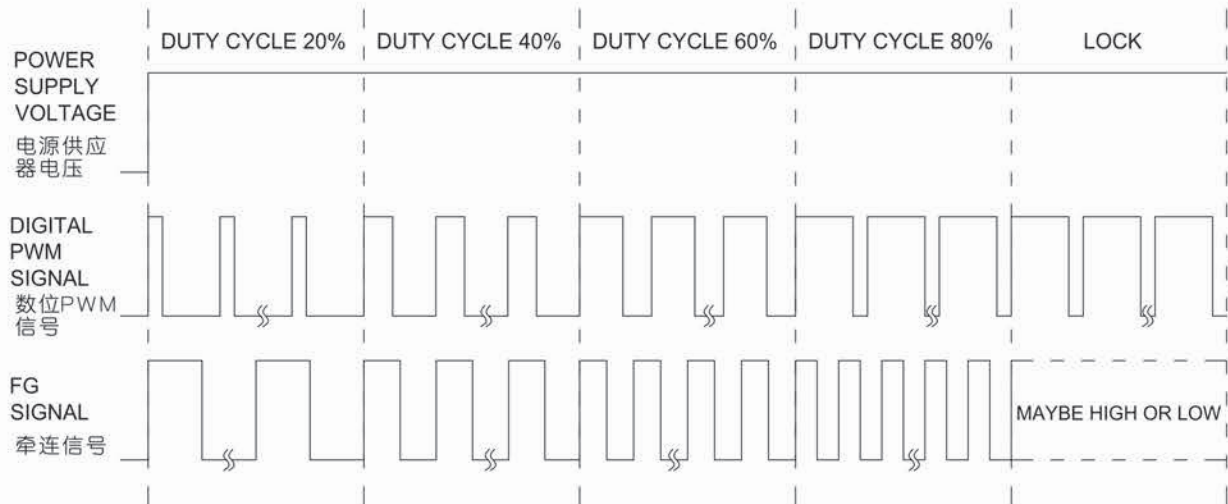 DUTY CYCLE 20%
DUTY CYCLE 40%
DUTY CYCLE 60%
DUTY CYCLE 80%
LOCK
POWER
SUPPLY
VOLTAGE
电源供应
器电压
DIGITAL
PWM
SIGNAL
数位PWM
信号
FG
SIGNAL
牵连信号
MAYBE HIGH OR LOW